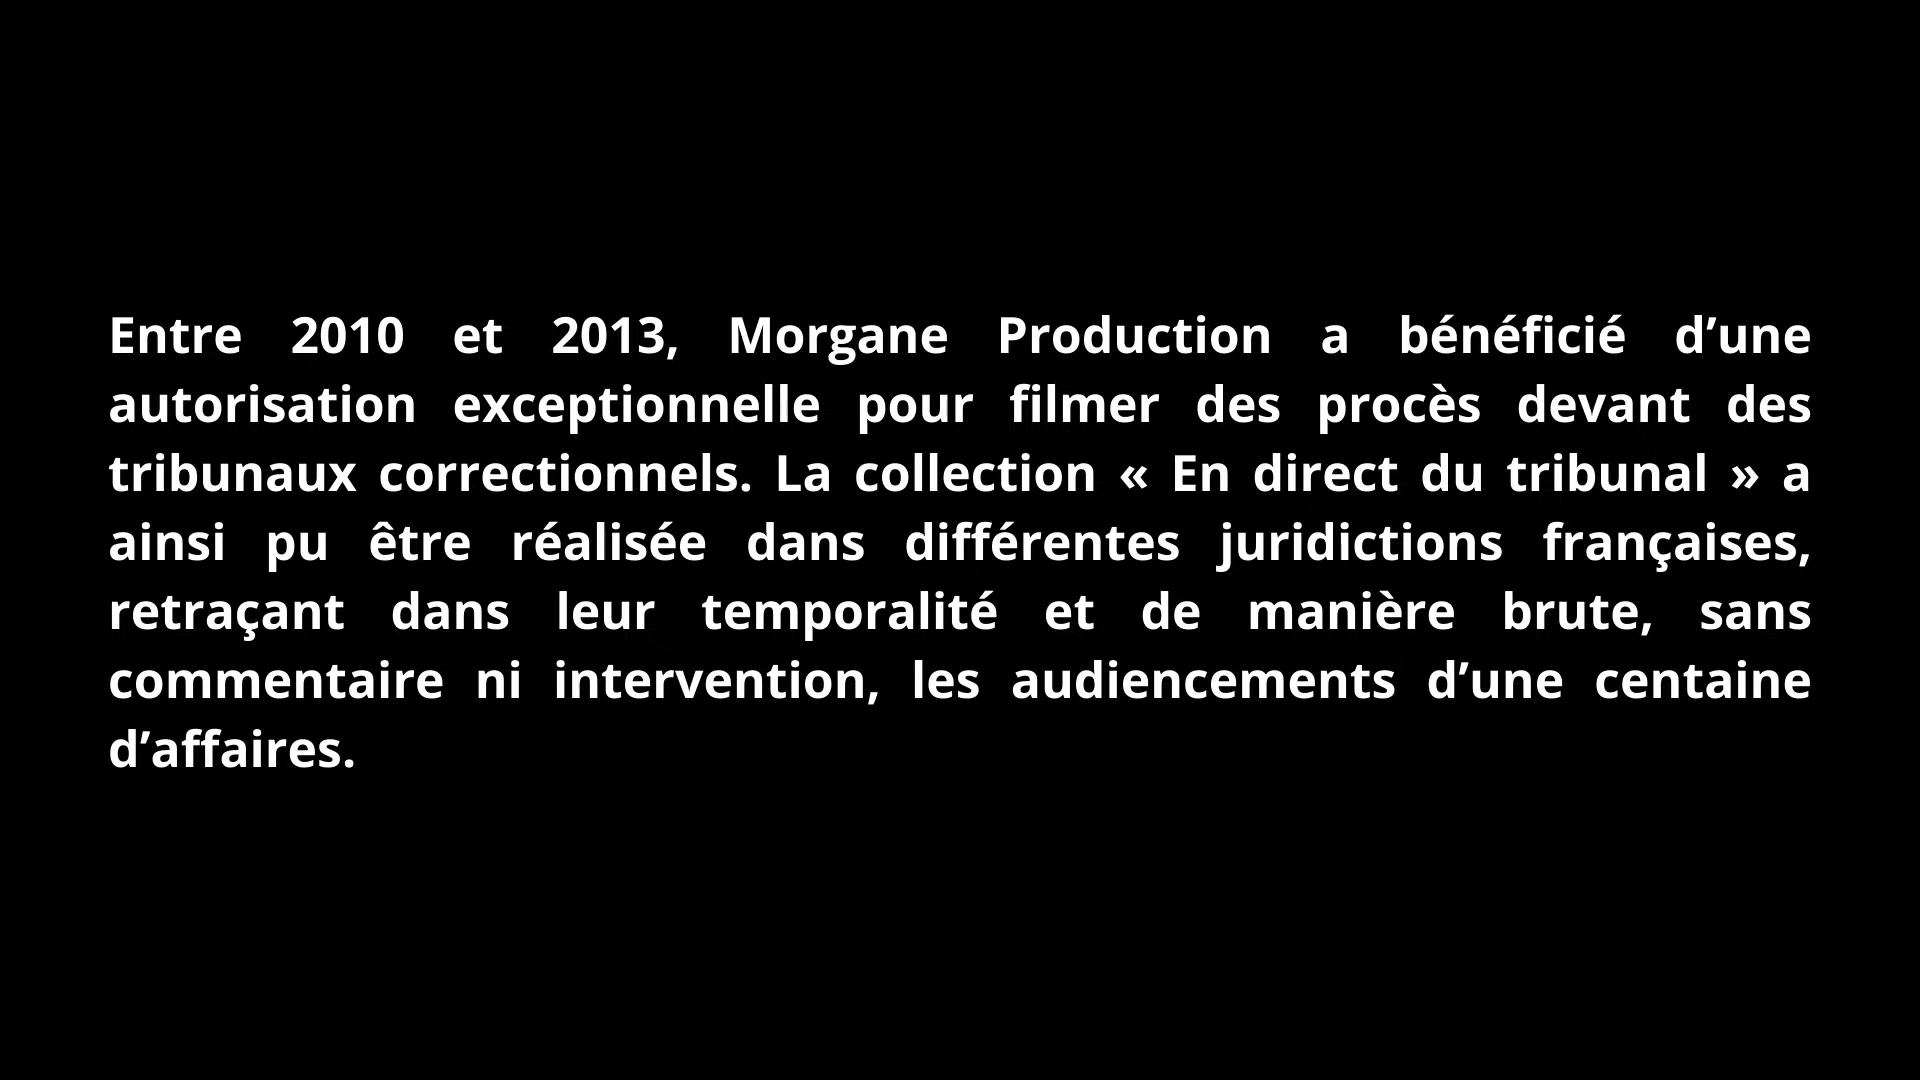 Entre 2010 et 2013, Morgane Production a bénéficié d’une
autorisation exceptionnelle pour filmer des procès devant des
tribunaux correctionnels. La collection « En direct du tribunal » a
ainsi pu être réalisée dans différentes juridictions françaises,
retraçant dans leur temporalité et de manière brute, sans
commentaire ni intervention, les audiencements d’une centaine
d’affaires.